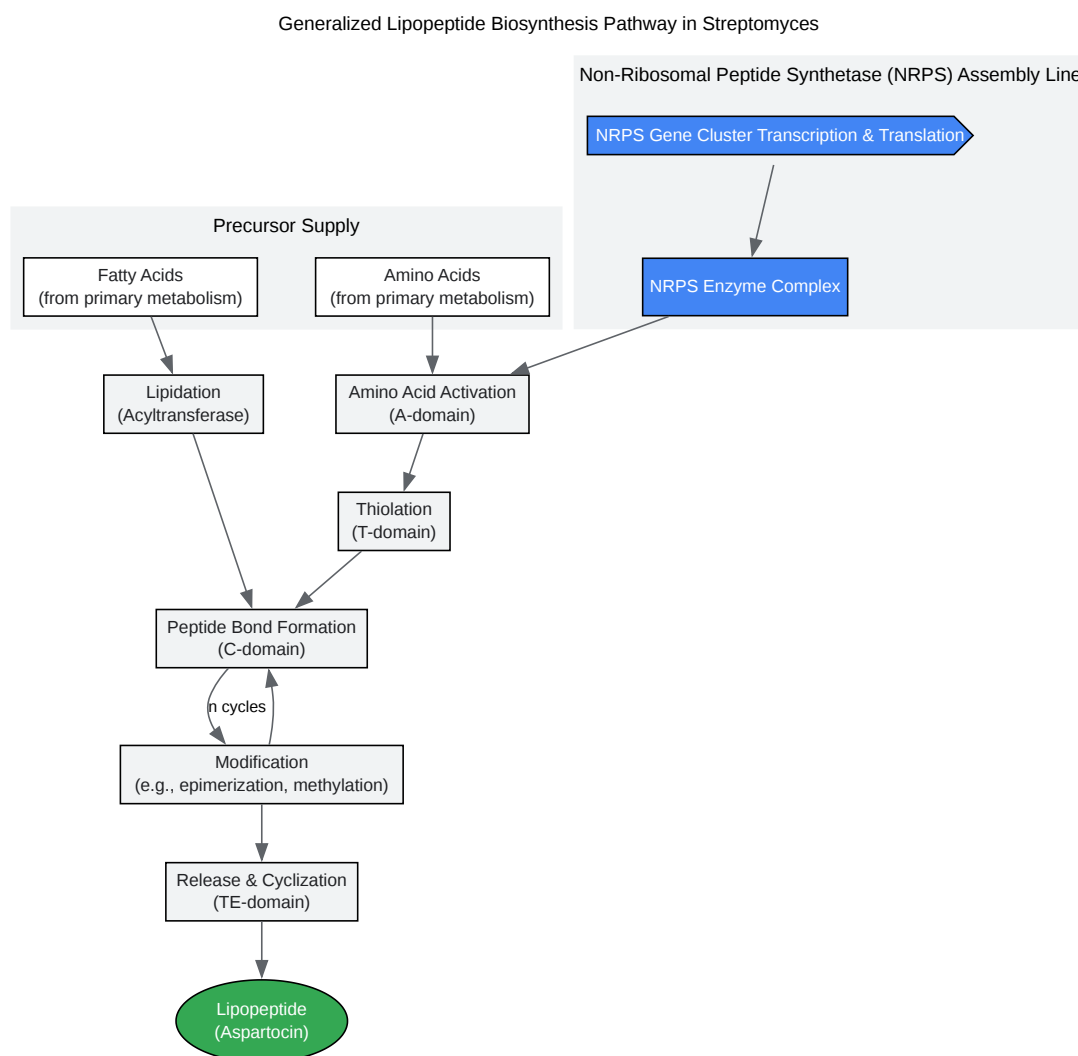 Generalized Lipopeptide Biosynthesis Pathway in Streptomyces
Non-Ribosomal Peptide Synthetase (NRPS) Assembly Line
NRPS Gene Cluster Transcription & Translation
Precursor Supply
Fatty Acids
(from primary metabolism)
Amino Acids
(from primary metabolism)
NRPS Enzyme Complex
Lipidation
(Acyltransferase)
Amino Acid Activation
(A-domain)
Thiolation
(T-domain)
Peptide Bond Formation
(C-domain)
n cycles
Modification
(e.g., epimerization, methylation)
Release & Cyclization
(TE-domain)
Lipopeptide
(Aspartocin)